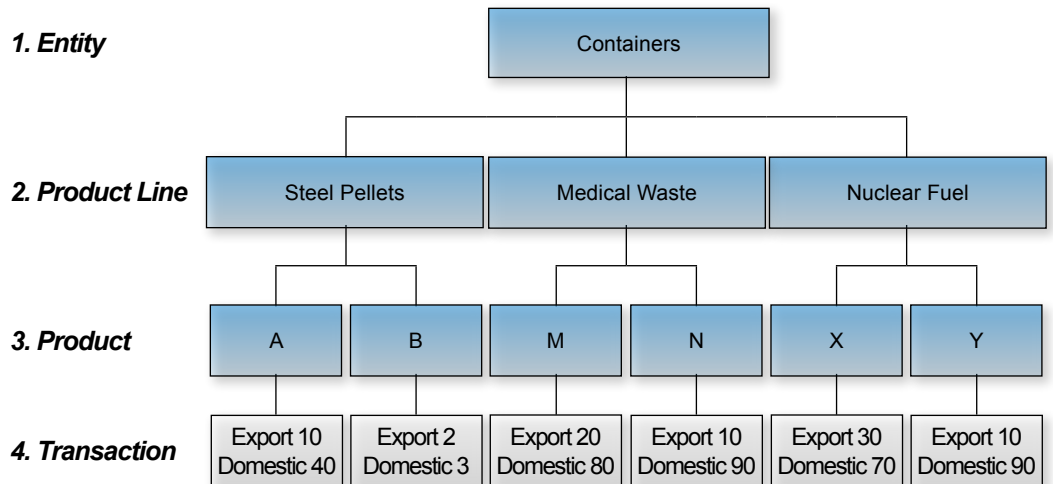 1. Entity
Containers
2. Product Line
Steel Pellets
Medical Waste
Nuclear Fuel
3. Product
A
B
M
N
X
Y
4. Transaction
Export 10
Domestic 40
Export 2
Domestic 3
Export 20
Domestic 80
Export 10
Domestic 90
Export 30
Domestic 70
Export 10
Domestic 90